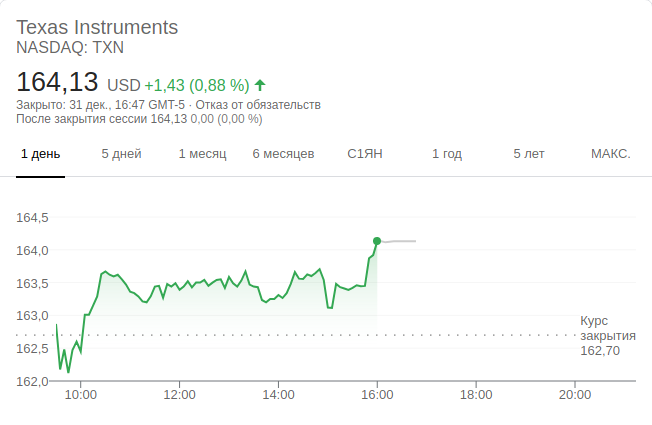 Texas Instruments
NASDAQ: TXN
164,13 USD +1,43 (0,88 %)
Закрыто: 31 дек., 16:47 GMT-5 · Отказ от обязательств
После закрытия сессии 164,13 0,00 (0,00 %)
1 день 5 дней 1 месяц 6 месяцев С1ЯН 1 год 5 лет МАКС.
164,5
164,0
163,5
163,0
162,5
162,0
Курс
закрытия
162,70
10:00 12:00 14:00 16:00 18:00 20:00